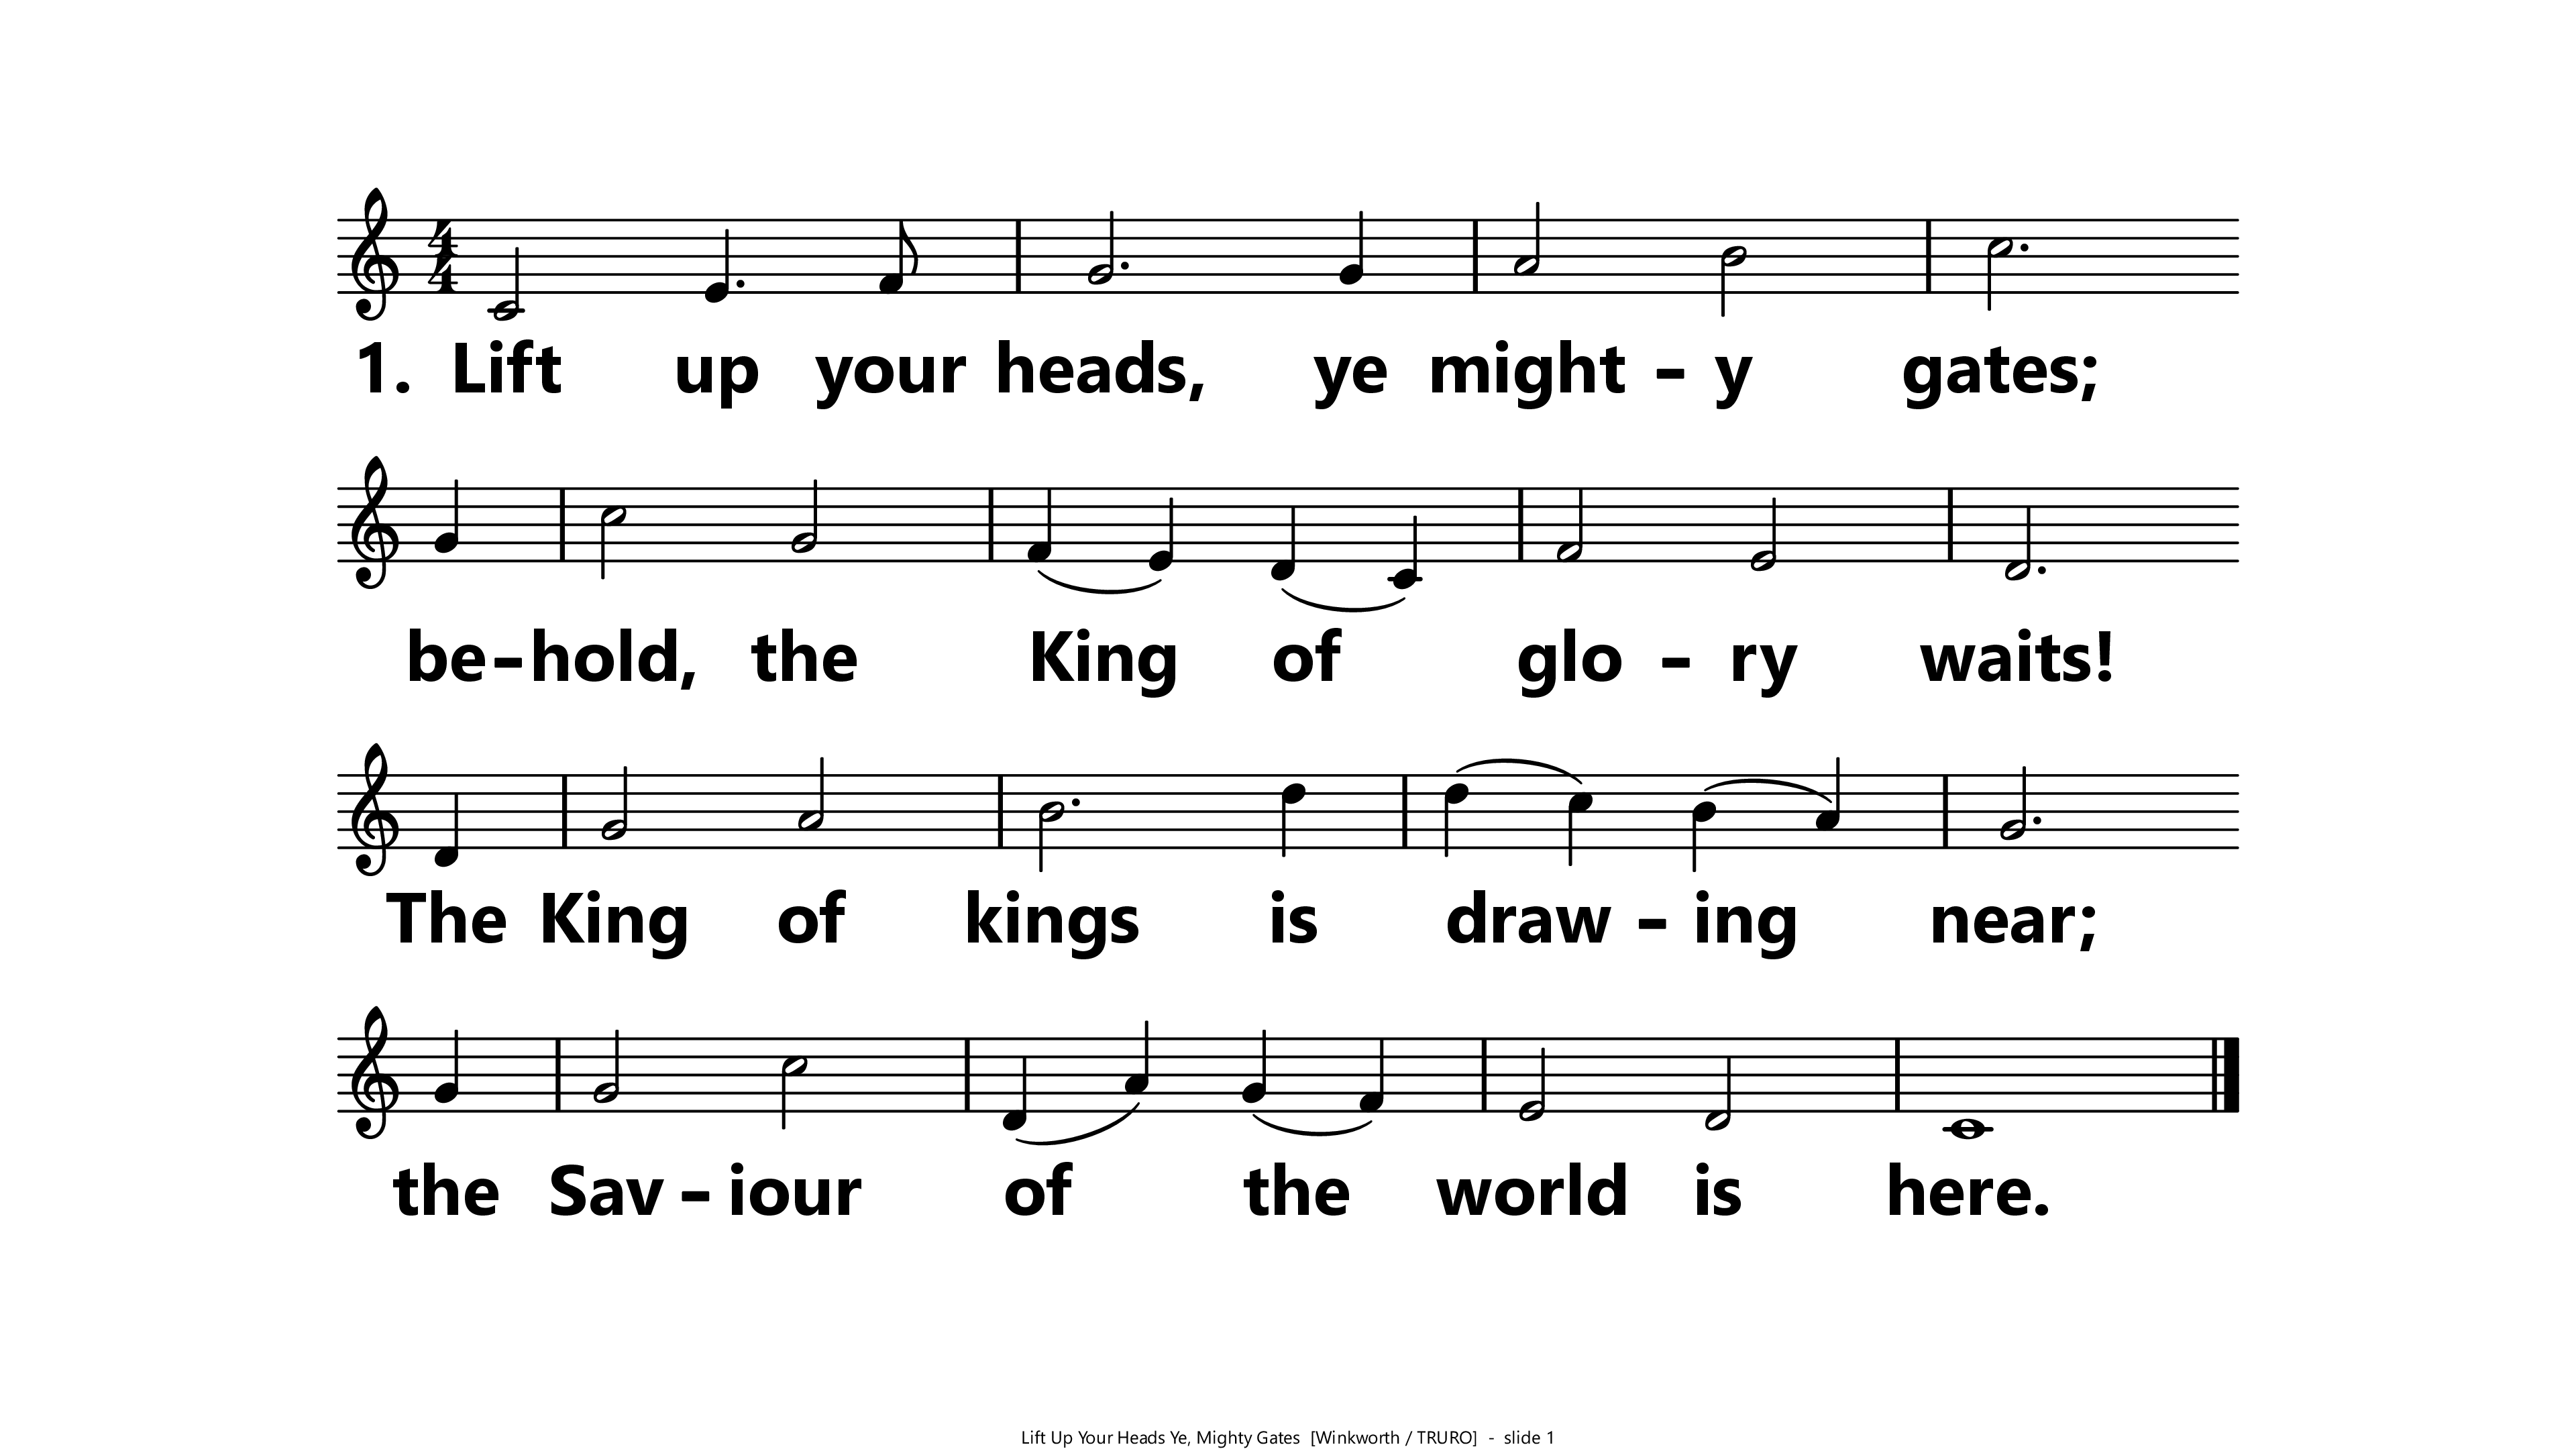 1. Lift up your heads, ye might - y gates;
be-hold, the King of glo - ry waits!
The King of kings is draw - ing near;
the Sav - iour of the world is here.
Lift Up Your Heads Ye, Mighty Gates [Winkworth / TRURO] - slide 1